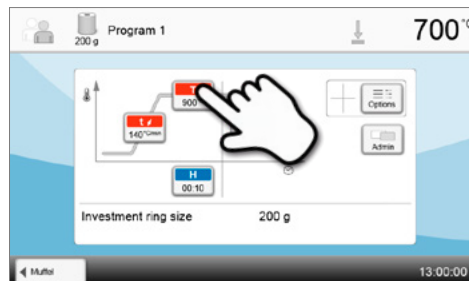 200 g
Program 1
700°
T
900
t
140 °C/min
H
00:10
Options
Admin
Investment ring size 200 g
Muffel
13:00:00